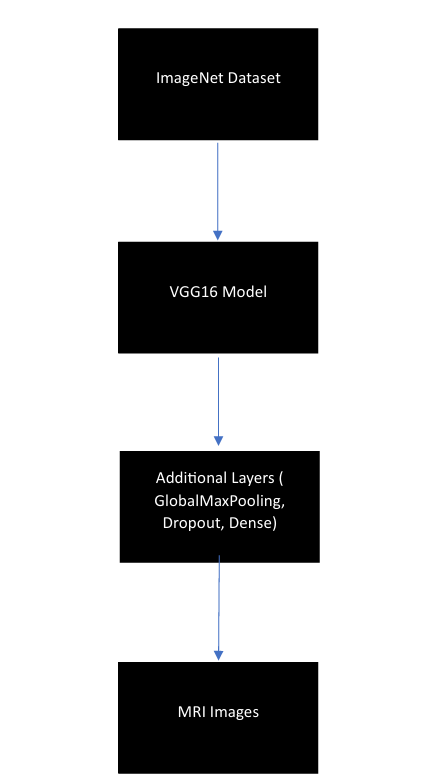 ImageNet Dataset
VGG16 Model
Additional Layers (
GlobalMaxPooling,
Dropout, Dense)
MRI Images